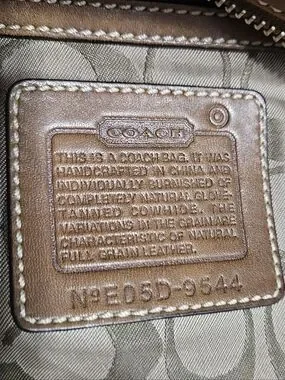 COACH
THIS IS A COACH BAG. IT WAS
HANDCRAFTED IN CHINA AND
INDIVIDUALLY BURNISHED OF
COMPLETELY NATURAL GLOVE
TANNED COWHIDE. THE
VARIATIONS IN THE GRAIN ARE
CHARACTERISTIC OF NATURAL
FULL GRAIN LEATHER.
NºE05D-9544